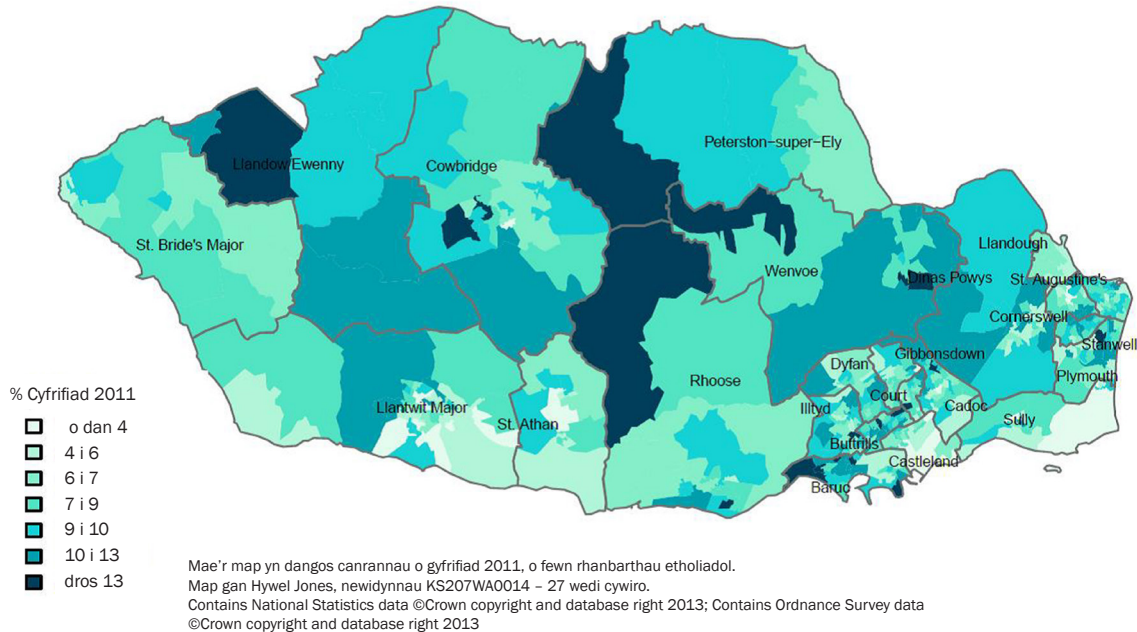 Peterston-super-Ely
Llandow/Ewenny
Cowbridge
St. Bride's Major
Llandough
Wenvoe
Dinas Powys
St. Augustine's
Cornerswell
Stanwell
Gibbonsdown
Dyfan
Plymouth
Rhoose
Court
Illtyd
Cadoc
Llantwit Major
St. Athan
Sully
Buttrills
Castleland
Baruc
% Cyfrifiad 2011
o dan 4
4 i 6
6 i 7
7 i 9
9 i 10
10 i 13
dros 13
Mae'r map yn dangos canrannau o gyfrifiad 2011, o fewn rhanbarthau etholiadol.
Map gan Hywel Jones, newidynnau KS207WA0014 – 27 wedi cywiro.
Contains National Statistics data ©Crown copyright and database right 2013; Contains Ordnance Survey data
©Crown copyright and database right 2013